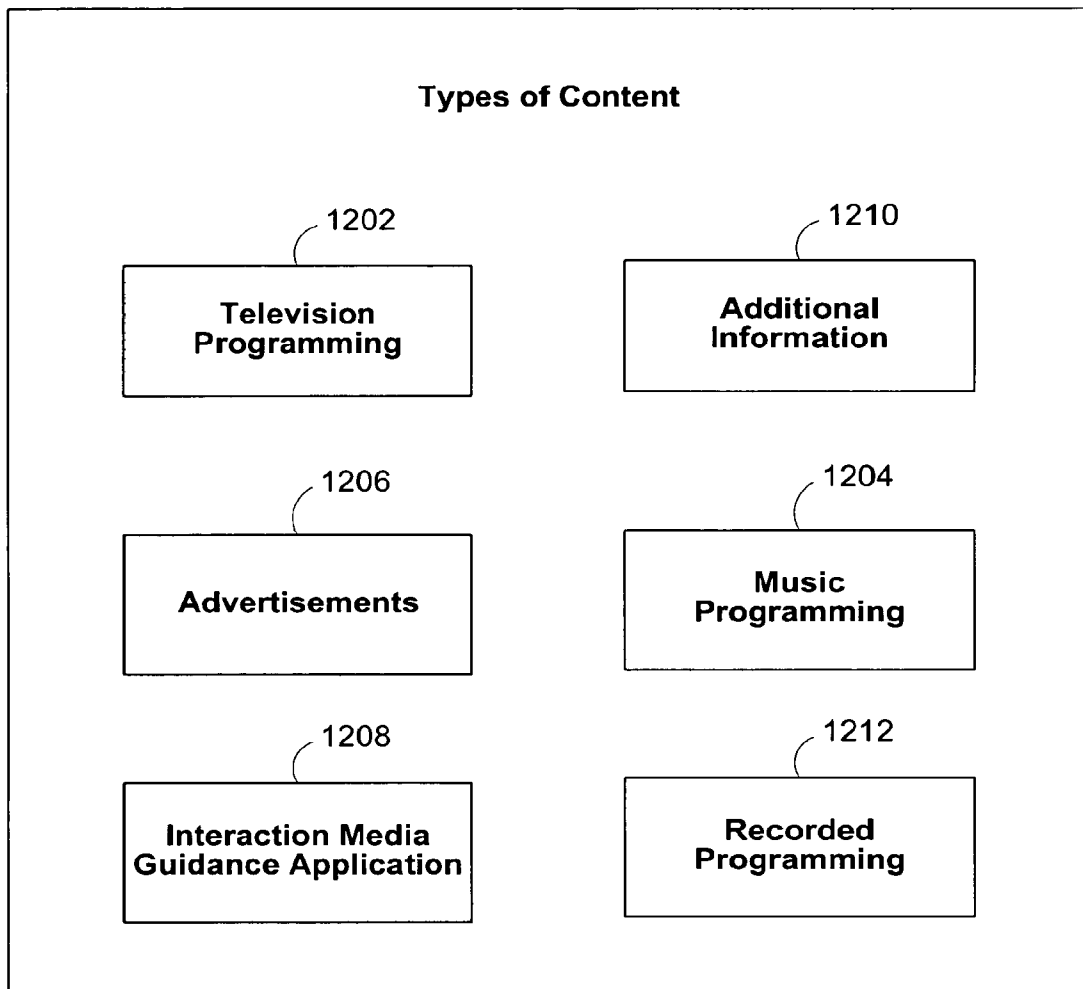 Types of Content
1202
Television
Programming
1210
Additional
Information
1206
Advertisements
1204
Music
Programming
1208
Interaction Media
Guidance Application
1212
Recorded
Programming